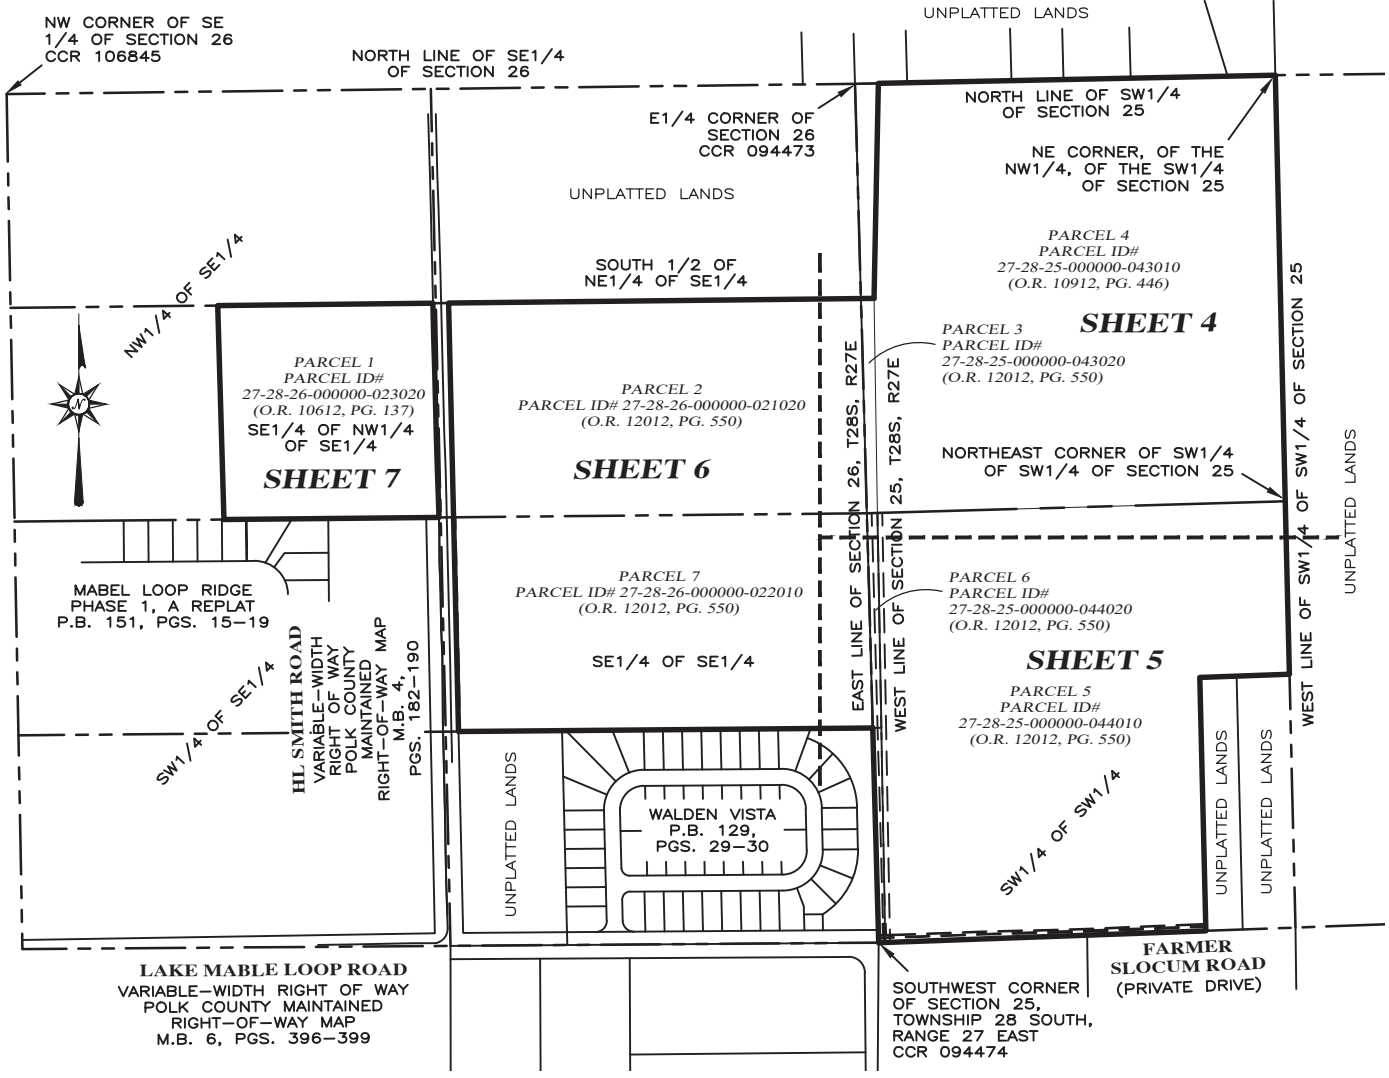 UNPLATTED LANDS
NW CORNER OF SE
1/4 OF SECTION 26
CCR 106845
NORTH LINE OF SE1/4
OF SECTION 26
E1/4 CORNER OF
SECTION 26
CCR 094473
NORTH LINE OF SW1/4
OF SECTION 25
NE CORNER, OF THE
NW1/4, OF THE SW1/4
OF SECTION 25
UNPLATTED LANDS
NW1/4 OF SE1/4
SOUTH 1/2 OF
NE1/4 OF SE1/4
PARCEL 4
PARCEL ID#
27-28-25-000000-043010
(O.R. 10912, PG. 446)
SHEET 4
PARCEL 3
PARCEL ID#
27-28-25-000000-043020
(O.R. 12012, PG. 550)
N
PARCEL 1
PARCEL ID#
27-28-26-000000-023020
(O.R. 10612, PG. 137)
SE1/4 OF NW1/4
OF SE1/4
SHEET 7
PARCEL 2
PARCEL ID# 27-28-26-000000-021020
(O.R. 12012, PG. 550)
SHEET 6
EAST LINE OF SECTION 26, T28S, R27E
WEST LINE OF SECTION 25, T28S, R27E
NORTHEAST CORNER OF SW1/4
OF SW1/4 OF SECTION 25
WEST LINE OF SW1/4 OF SW1/4 OF SECTION 25
UNPLATTED LANDS
MABEL LOOP RIDGE
PHASE 1, A REPLAT
P.B. 151, PGS. 15-19
SW1/4 OF SE1/4
HL SMITH ROAD
VARIABLE-WIDTH
RIGHT OF WAY
POLK COUNTY
MAINTAINED
RIGHT-OF-WAY MAP
M.B. 4,
PGS. 182-190
PARCEL 7
PARCEL ID# 27-28-26-000000-022010
(O.R. 12012, PG. 550)
SE1/4 OF SE1/4
PARCEL 6
PARCEL ID#
27-28-25-000000-044020
(O.R. 12012, PG. 550)
SHEET 5
PARCEL 5
PARCEL ID#
27-28-25-000000-044010
(O.R. 12012, PG. 550)
SW1/4 OF SW1/4
UNPLATTED LANDS
WALDEN VISTA
P.B. 129,
PGS. 29-30
UNPLATTED LANDS
UNPLATTED LANDS
LAKE MABLE LOOP ROAD
VARIABLE-WIDTH RIGHT OF WAY
POLK COUNTY MAINTAINED
RIGHT-OF-WAY MAP
M.B. 6, PGS. 396-399
FARMER
SLOCUM ROAD
(PRIVATE DRIVE)
SOUTHWEST CORNER
OF SECTION 25,
TOWNSHIP 28 SOUTH,
RANGE 27 EAST
CCR 094474